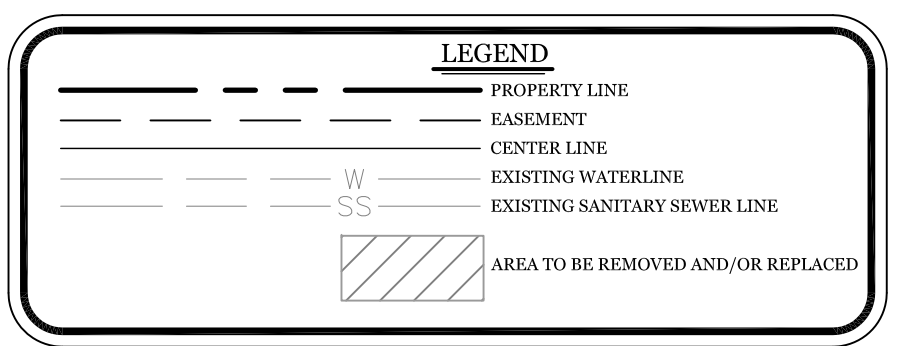 LEGEND
PROPERTY LINE
EASEMENT
CENTER LINE
W EXISTING WATERLINE
SS EXISTING SANITARY SEWER LINE
AREA TO BE REMOVED AND/OR REPLACED